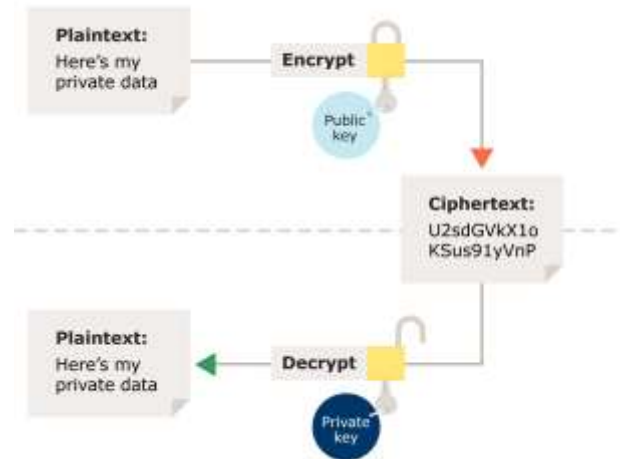 Plaintext:
Here's my
private data
Encrypt
Public
key
Ciphertext:
U2sdGVkX1o
KSus91yVnP
Plaintext:
Here's my
private data
Decrypt
Private
key